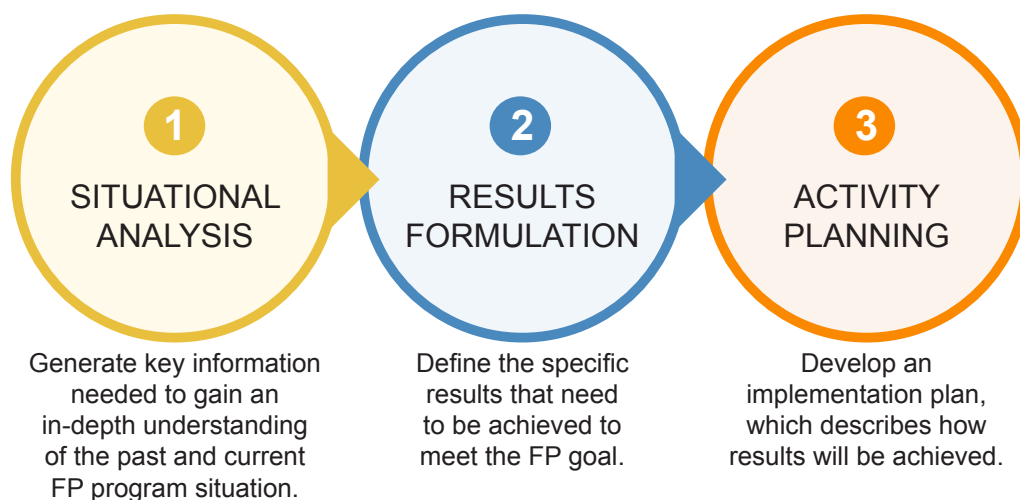 1
SITUATIONAL
ANALYSIS
Generate key information
needed to gain an
in-depth understanding
of the past and current
FP program situation.
2
RESULTS
FORMULATION
Define the specific
results that need
to be achieved to
meet the FP goal.
3
ACTIVITY
PLANNING
Develop an
implementation plan,
which describes how
results will be achieved.